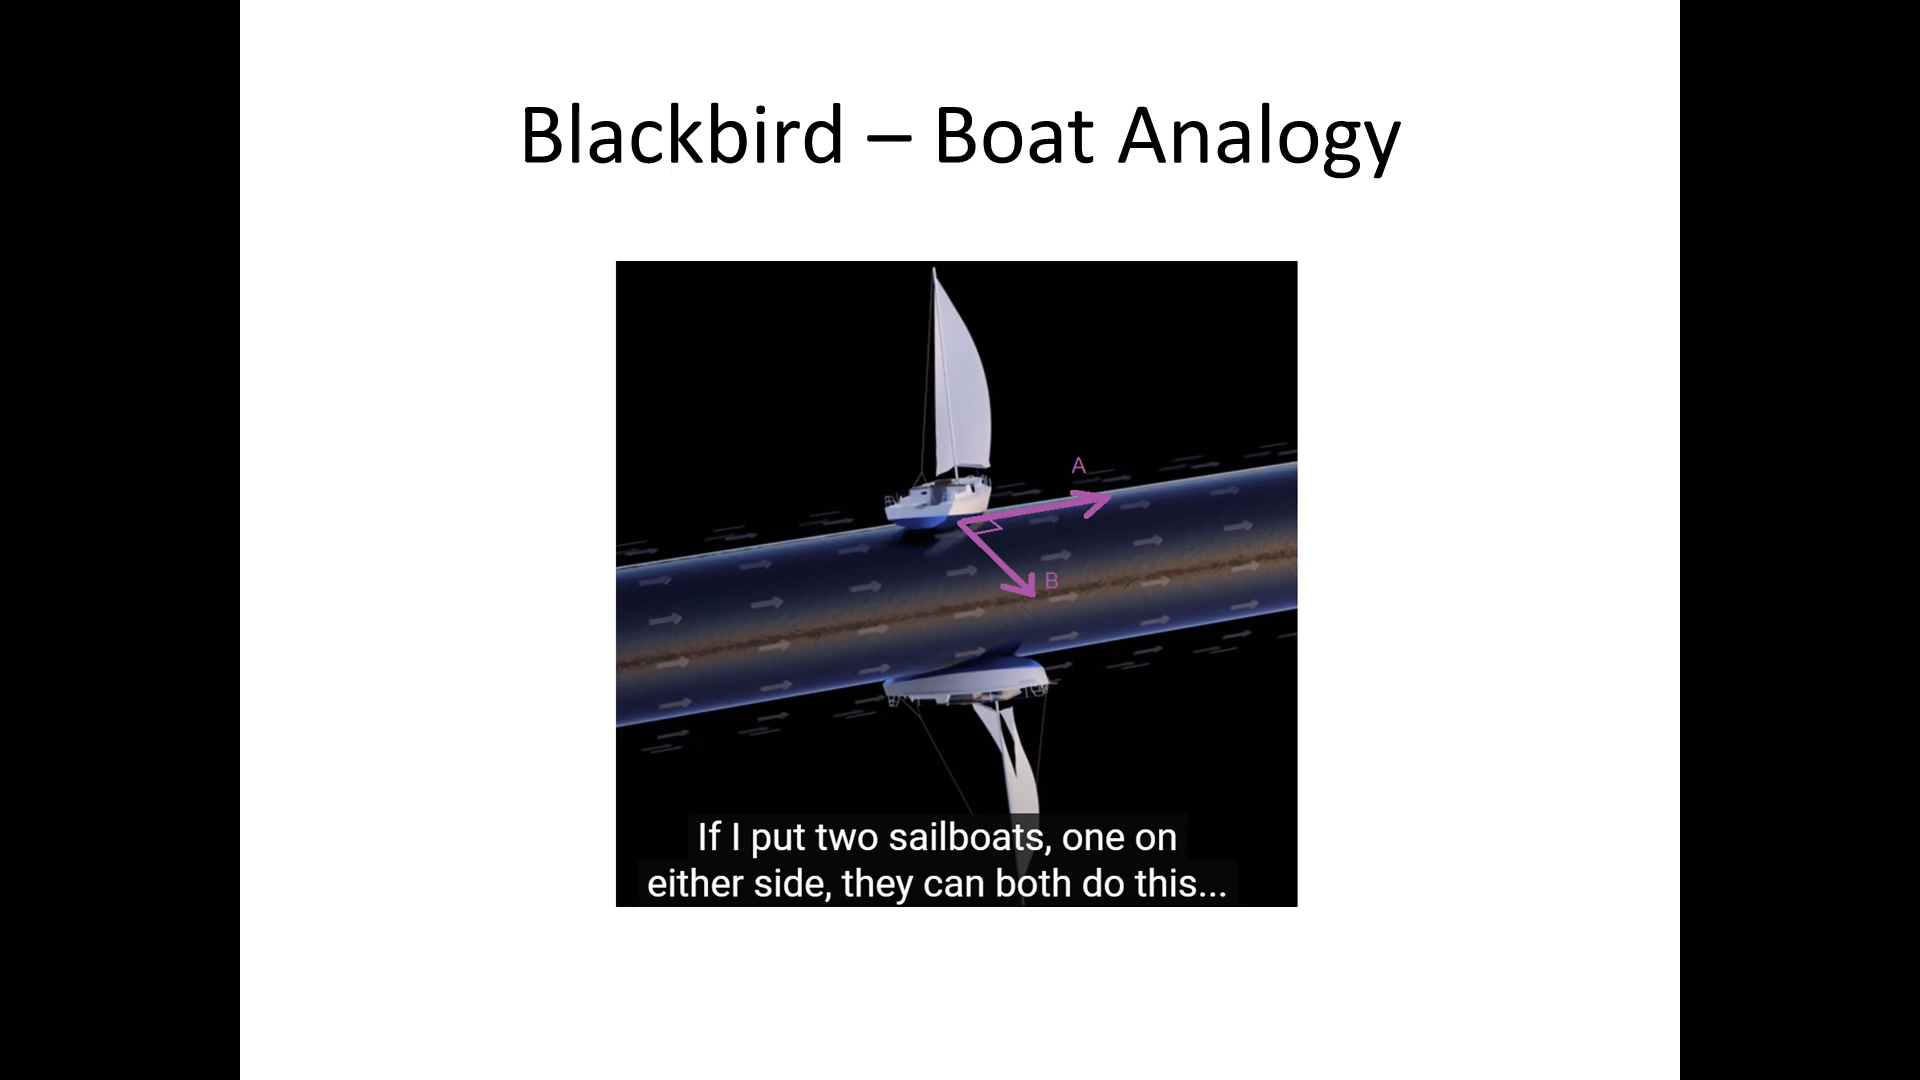 Blackbird – Boat Analogy
A
B
If I put two sailboats, one on
either side, they can both do this...